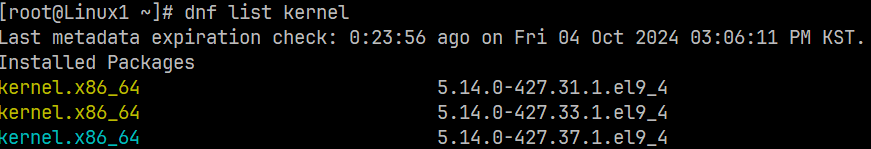 [root@Linux1 ~]# dnf list kernel
Last metadata expiration check: 0:23:56 ago on Fri 04 Oct 2024 03:06:11 PM KST.
Installed Packages
kernel.x86_64 5.14.0-427.31.1.el9_4
kernel.x86_64 5.14.0-427.33.1.el9_4
kernel.x86_64 5.14.0-427.37.1.el9_4